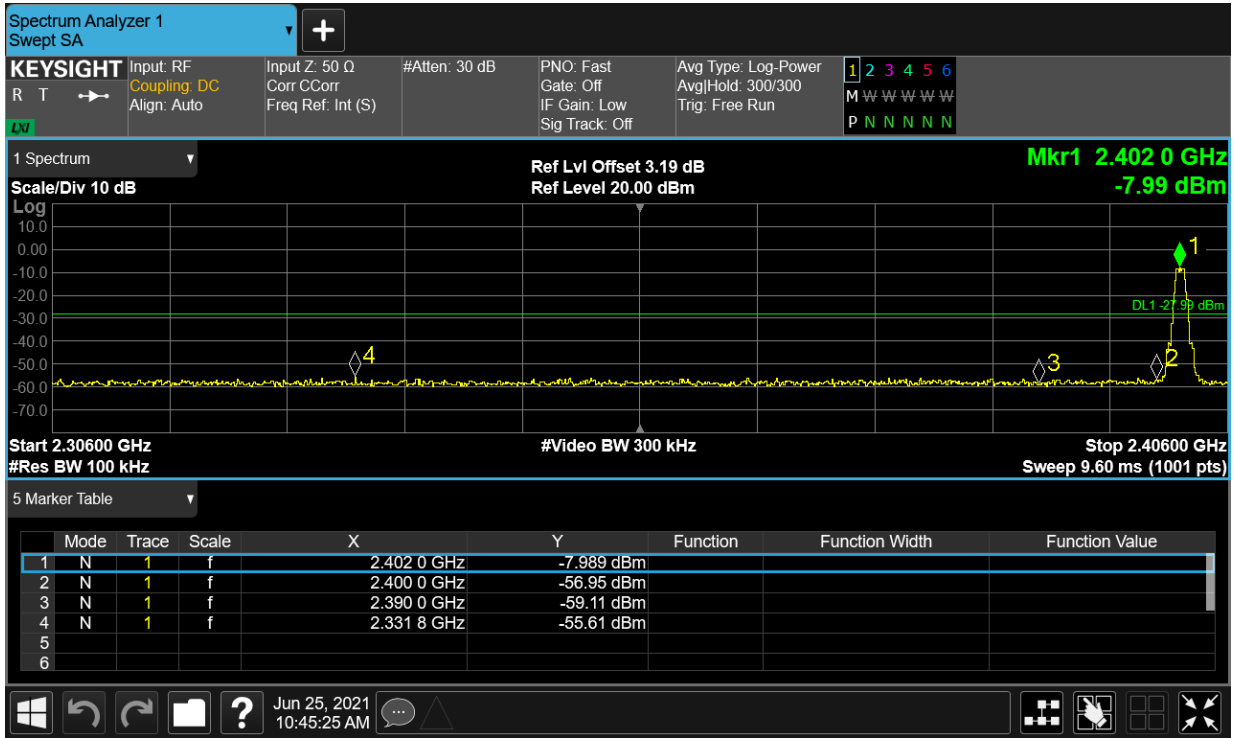 Spectrum Analyzer 1
Swept SA
KEYSIGHT
R T
LXI
Input: RF
Coupling: DC
Align: Auto
Input Z: 50 Ω
Corr CCorr
Freq Ref: Int (S)
#Atten: 30 dB
PNO: Fast
Gate: Off
IF Gain: Low
Sig Track: Off
Avg Type: Log-Power
Avg|Hold: 300/300
Trig: Free Run
1 2 3 4 5 6
M W W W W W
P N N N N N
1 Spectrum
Scale/Div 10 dB
Ref Lvl Offset 3.19 dB
Ref Level 20.00 dBm
Mkr1 2.402 0 GHz
-7.99 dBm
Log
10.0
0.00
-10.0
-20.0
-30.0
-40.0
-50.0
-60.0
-70.0
1
DL1 -27.99 dBm
4
3
2
Start 2.30600 GHz
#Res BW 100 kHz
#Video BW 300 kHz
Stop 2.40600 GHz
Sweep 9.60 ms (1001 pts)
5 Marker Table
Mode Trace Scale X Y Function Function Width Function Value
1 N 1 f 2.402 0 GHz -7.989 dBm
2 N 1 f 2.400 0 GHz -56.95 dBm
3 N 1 f 2.390 0 GHz -59.11 dBm
4 N 1 f 2.331 8 GHz -55.61 dBm
5
6
?
Jun 25, 2021
10:45:25 AM